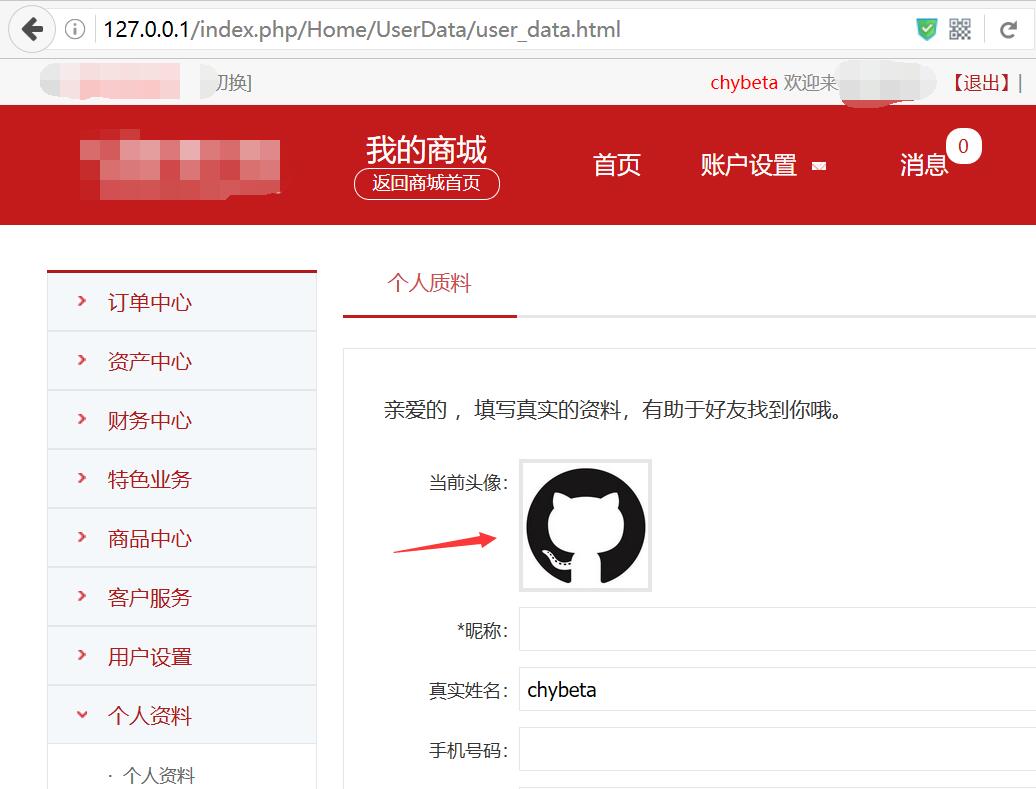 127.0.0.1/index.php/Home/UserData/user_data.html
切换]
chybeta 欢迎来
【退出】|
我的商城
返回商城首页
首页
账户设置
消息
0
订单中心
资产中心
财务中心
特色业务
商品中心
客户服务
用户设置
个人资料
· 个人资料
个人质料
亲爱的 ，填写真实的资料，有助于好友找到你哦。
当前头像：
*昵称：
真实姓名：chybeta
手机号码：